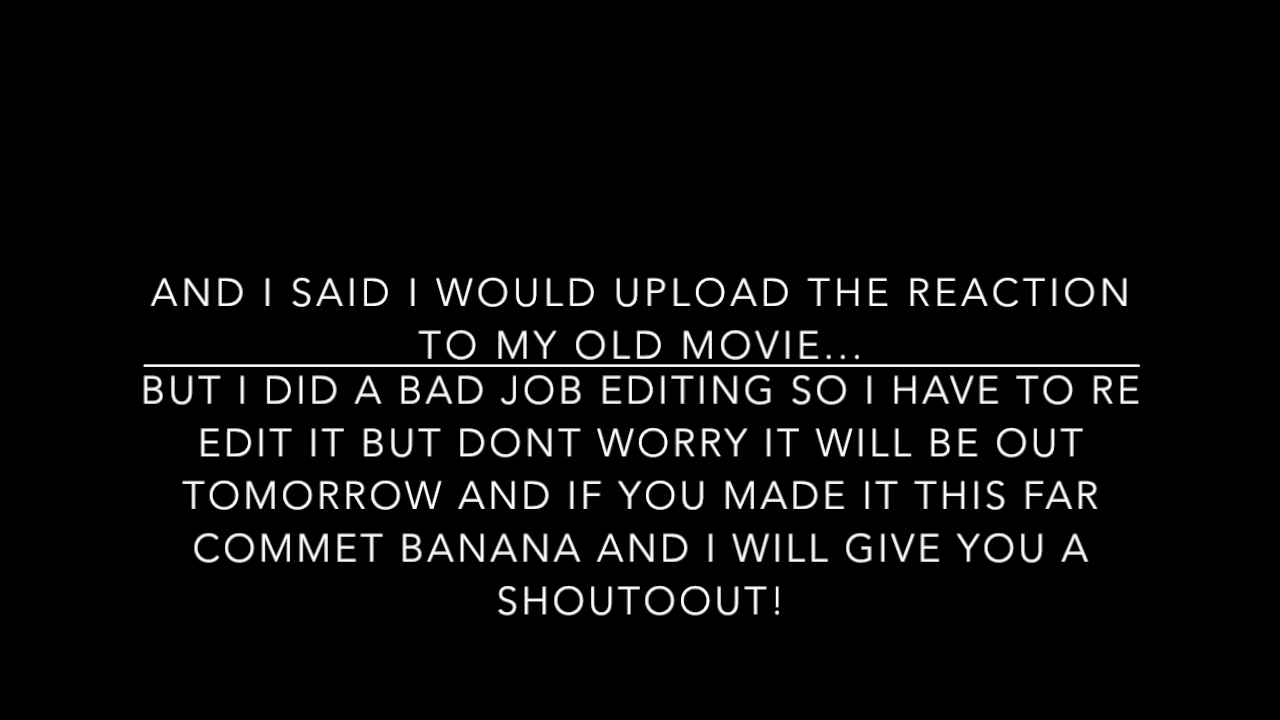 AND I SAID I WOULD UPLOAD THE REACTION
TO MY OLD MOVIE...
BUT I DID A BAD JOB EDITING SO I HAVE TO RE
EDIT IT BUT DONT WORRY IT WILL BE OUT
TOMORROW AND IF YOU MADE IT THIS FAR
COMMET BANANA AND I WILL GIVE YOU A
SHOUTOOUT!